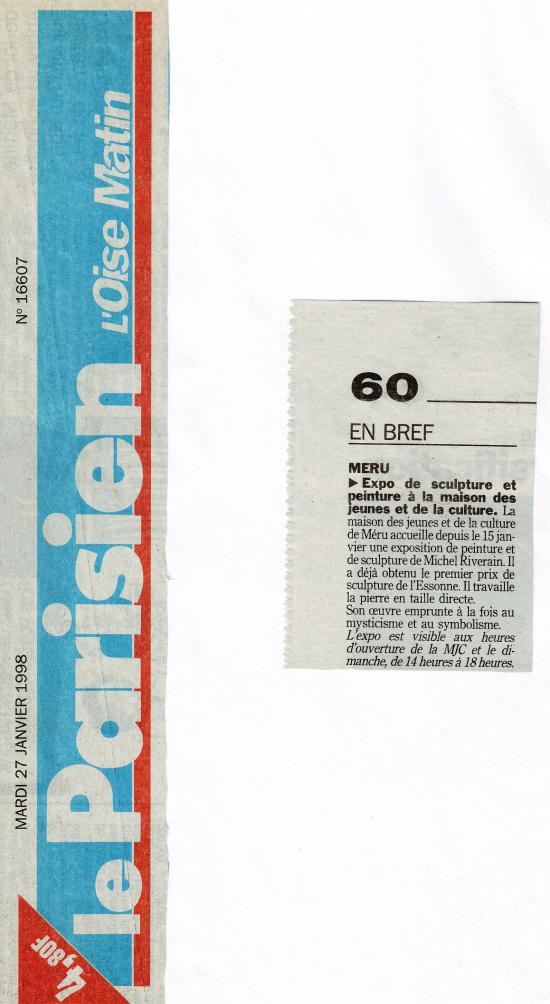 MARDI 27 JANVIER 1998
N° 16607
le Parisien
L'Oise Matin
4,80F
60
EN BREF
MERU
▶ Expo de sculpture et
peinture à la maison des
jeunes et de la culture. La
maison des jeunes et de la culture
de Méru accueille depuis le 15 jan-
vier une exposition de peinture et
de sculpture de Michel Riverain. Il
a déjà obtenu le premier prix de
sculpture de l'Essonne. Il travaille
la pierre en taille directe.
Son œuvre emprunte à la fois au
mysticisme et au symbolisme.
L'expo est visible aux heures
d'ouverture de la MJC et le di-
manche, de 14 heures à 18 heures.